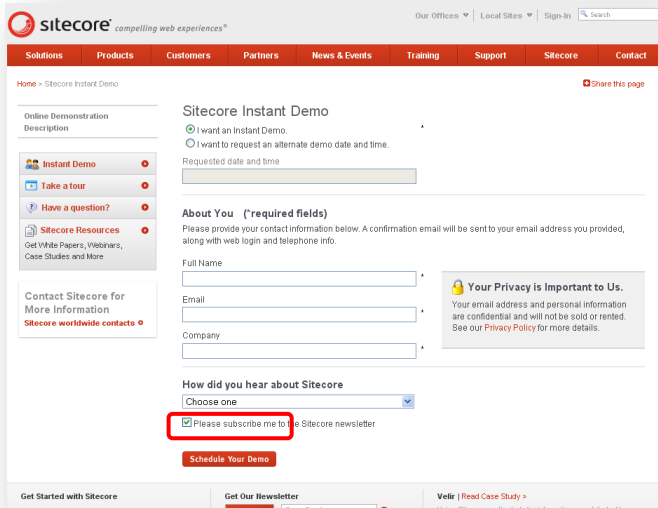 sitecore® compelling web experiences®
Our Offices Local Sites Sign-In Search
Solutions Products Customers Partners News & Events Training Support Sitecore Contact
Home > Sitecore Instant Demo
Share this page
Online Demonstration
Description
Instant Demo
Take a tour
Have a question?
Sitecore Resources
Get White Papers, Webinars,
Case Studies and More
Contact Sitecore for
More Information
Sitecore worldwide contacts
Sitecore Instant Demo
I want an Instant Demo. *
I want to request an alternate demo date and time.
Requested date and time
About You (*required fields)
Please provide your contact information below. A confirmation email will be sent to your email address you provided,
along with web login and telephone info.
Full Name
*
Email
*
Company
*
Your Privacy is Important to Us.
Your email address and personal information
are confidential and will not be sold or rented.
See our Privacy Policy for more details.
How did you hear about Sitecore
Choose one
Please subscribe me to the Sitecore newsletter
Schedule Your Demo
Get Started with Sitecore
Get Our Newsletter
Velir | Read Case Study >